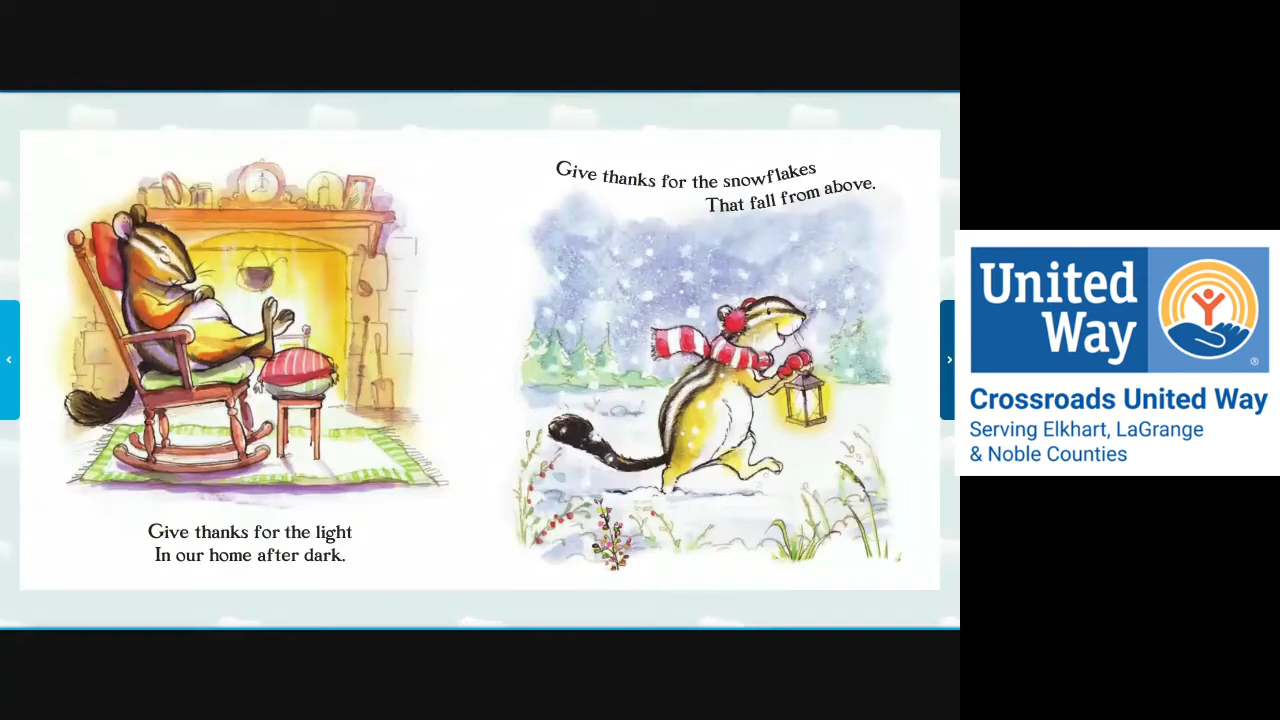 Give thanks for the light
In our home after dark.
Give thanks for the snowflakes
That fall from above.
United
Way
®
Crossroads United Way
Serving Elkhart, LaGrange
& Noble Counties